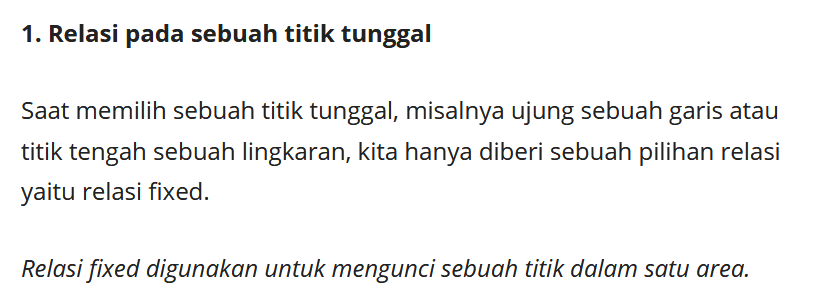 1. Relasi pada sebuah titik tunggal
Saat memilih sebuah titik tunggal, misalnya ujung sebuah garis atau
titik tengah sebuah lingkaran, kita hanya diberi sebuah pilihan relasi
yaitu relasi fixed.
Relasi fixed digunakan untuk mengunci sebuah titik dalam satu area.